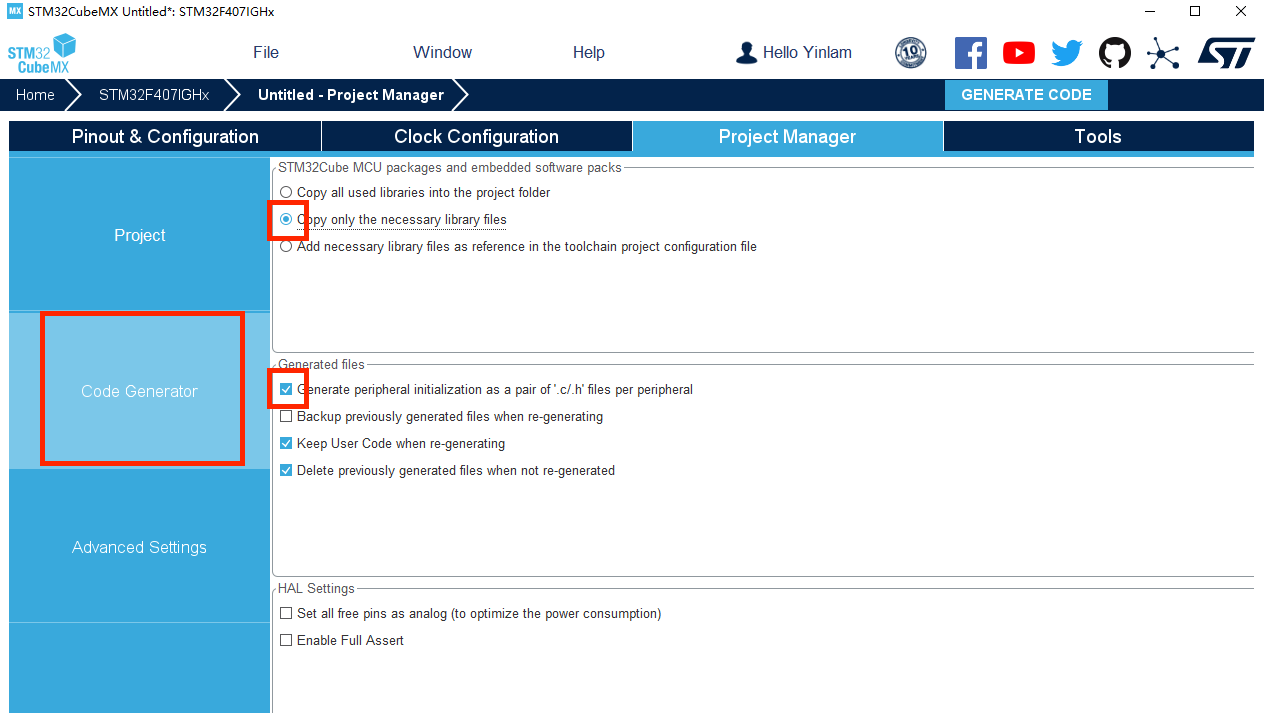 MX STM32CubeMX Untitled*: STM32F407IGHx
STM32 CubeMX
File Window Help Hello Yinlam 10
Home STM32F407IGHx Untitled - Project Manager GENERATE CODE
Pinout & Configuration Clock Configuration Project Manager Tools
STM32Cube MCU packages and embedded software packs
Copy all used libraries into the project folder
Copy only the necessary library files
Add necessary library files as reference in the toolchain project configuration file
Project
Generated files
Generate peripheral initialization as a pair of '.c/.h' files per peripheral
Backup previously generated files when re-generating
Keep User Code when re-generating
Delete previously generated files when not re-generated
Code Generator
Advanced Settings
HAL Settings
Set all free pins as analog (to optimize the power consumption)
Enable Full Assert